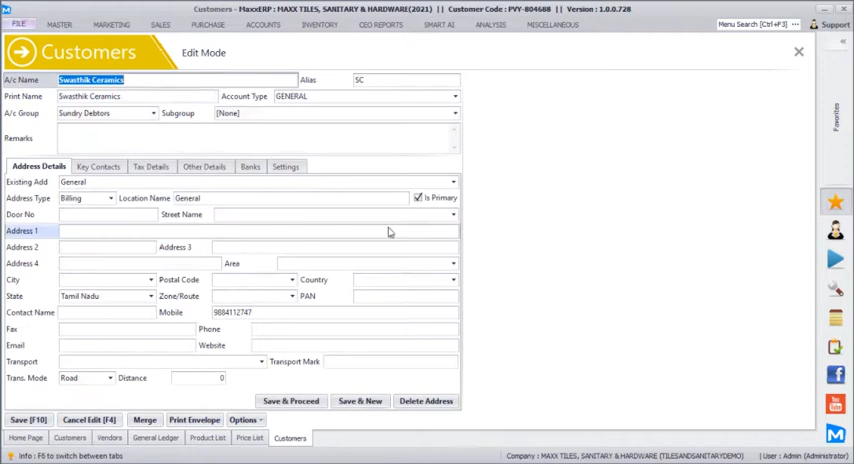 Customers - MaxxERP - MAXX TILES, SANITARY & HARDWARE(2021) || Customer Code : PVY-804688 || Version : 1.0.0.728
FILE MASTER MARKETING SALES PURCHASE ACCOUNTS INVENTORY CEO REPORTS SMART AI ANALYSIS MISCELLANEOUS Menu Search [Ctrl+F3] Support
Customers Edit Mode
A/c Name Swasthik Ceramics Alias SC
Print Name Swasthik Ceramics Account Type GENERAL
A/c Group Sundry Debtors Subgroup [None]
Remarks
Favorites
Address Details Key Contacts Tax Details Other Details Banks Settings
Existing Add General
Address Type Billing Location Name General Is Primary
Door No Street Name
Address 1
Address 2 Address 3
Address 4 Area
City Postal Code Country
State Tamil Nadu Zone/Route PAN
Contact Name Mobile 9884112747
Fax Phone
Email Website
Transport Transport Mark
Trans. Mode Road Distance 0
Save & Proceed Save & New Delete Address
Save [F10] Cancel Edit [F4] Merge Print Envelope Options
Home Page Customers Vendors General Ledger Product List Price List Customers
Info : F6 to switch between tabs Company : MAXX TILES, SANITARY & HARDWARE (TILESANDSANITARYDEMO) User : Admin (Administrator)